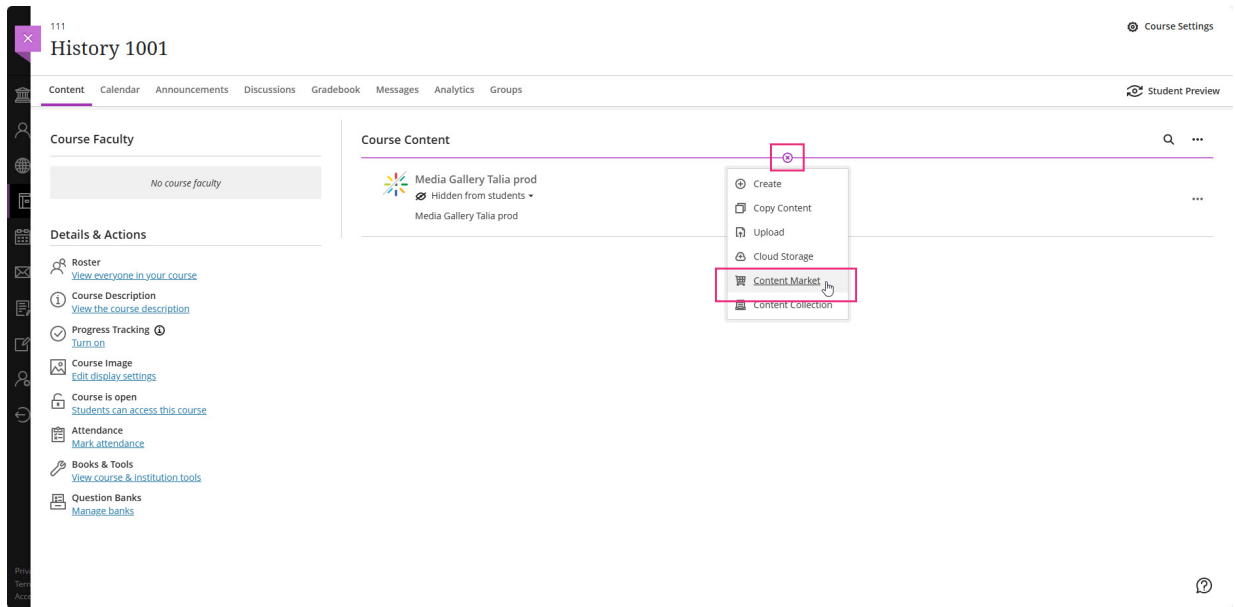 111
History 1001
Course Settings
Content Calendar Announcements Discussions Gradebook Messages Analytics Groups
Student Preview
Course Faculty
No course faculty
Details & Actions
Roster
View everyone in your course
Course Description
View the course description
Progress Tracking
Turn on
Course Image
Edit display settings
Course is open
Students can access this course
Attendance
Mark attendance
Books & Tools
View course & institution tools
Question Banks
Manage banks
Course Content
Media Gallery Talia prod
Hidden from students
Media Gallery Talia prod
Create
Copy Content
Upload
Cloud Storage
Content Market
Content Collection